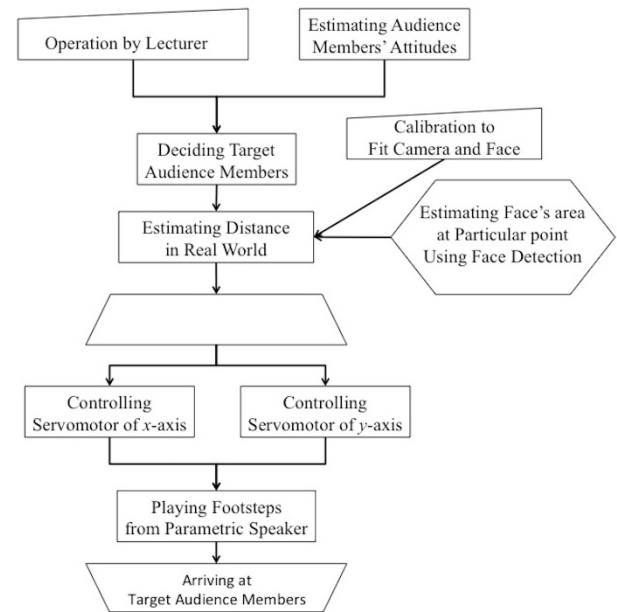 Operation by Lecturer
Estimating Audience
Members' Attitudes
Deciding Target
Audience Members
Calibration to
Fit Camera and Face
Estimating Distance
in Real World
Estimating Face's area
at Particular point
Using Face Detection
Controlling
Servomotor of x-axis
Controlling
Servomotor of y-axis
Playing Footsteps
from Parametric Speaker
Arriving at
Target Audience Members